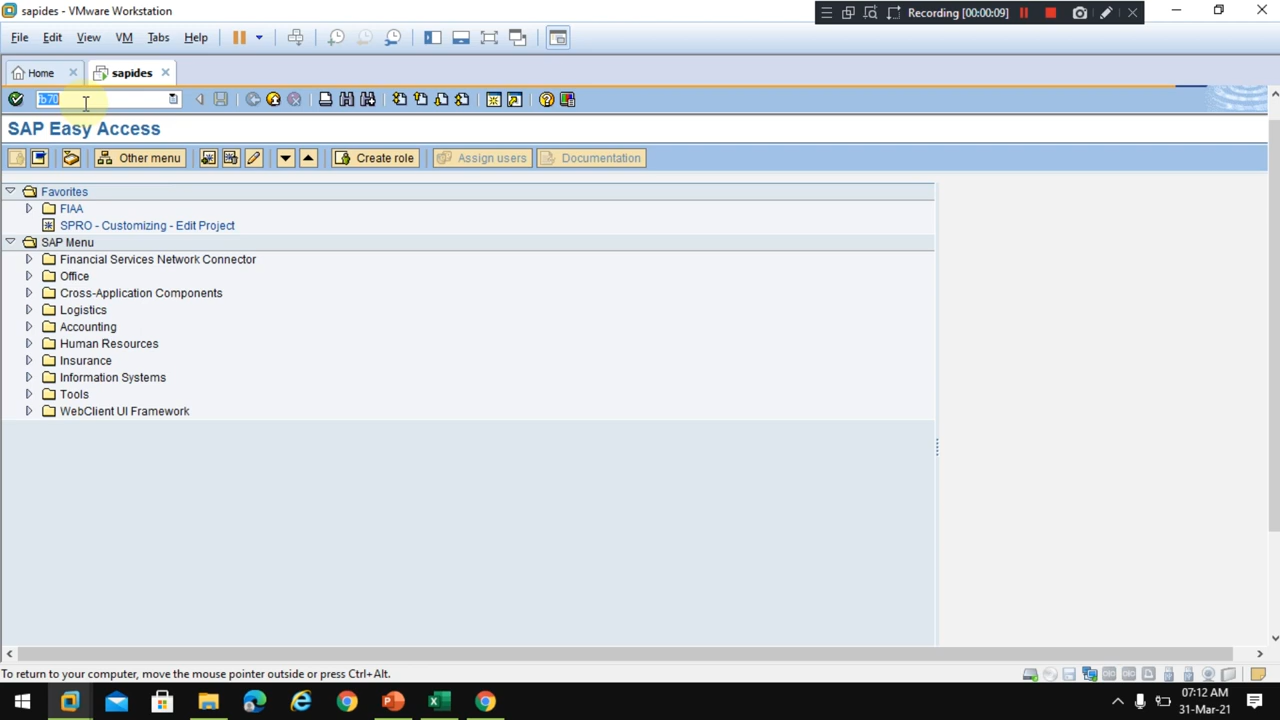 sapides - VMware Workstation
Recording [00:00:09]
File Edit View VM Tabs Help
Home sapides
fb70
SAP Easy Access
Other menu Create role Assign users Documentation
Favorites
FIAA
SPRO - Customizing - Edit Project
SAP Menu
Financial Services Network Connector
Office
Cross-Application Components
Logistics
Accounting
Human Resources
Insurance
Information Systems
Tools
WebClient UI Framework
To return to your computer, move the mouse pointer outside or press Ctrl+Alt.
07:12 AM
31-Mar-21